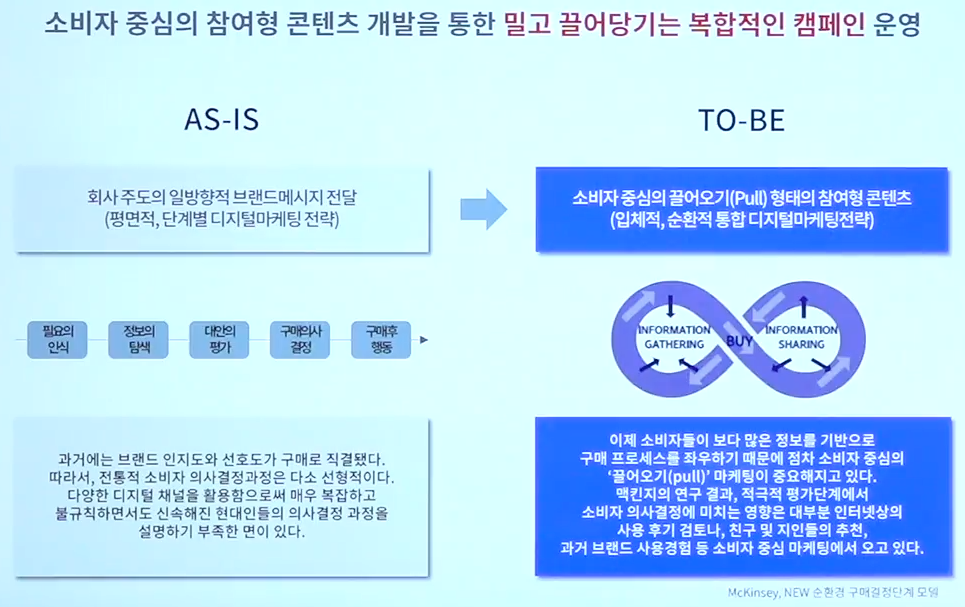 소비자 중심의 참여형 콘텐츠 개발을 통한 밀고 끌어당기는 복합적인 캠페인 운영
AS-IS
회사 주도의 일방향적 브랜드메시지 전달
(평면적, 단계별 디지털마케팅 전략)
필요의
인식
정보의
탐색
대안의
평가
구매의사
결정
구매후
행동
과거에는 브랜드 인지도와 선호도가 구매로 직결됐다.
따라서, 전통적 소비자 의사결정과정은 다소 선형적이다.
다양한 디지털 채널을 활용함으로써 매우 복잡하고
불규칙하면서도 신속해진 현대인들의 의사결정 과정을
설명하기 부족한 면이 있다.
TO-BE
소비자 중심의 끌어오기(Pull) 형태의 참여형 콘텐츠
(입체적, 순환적 통합 디지털마케팅전략)
INFORMATION
GATHERING
BUY
INFORMATION
SHARING
이제 소비자들이 보다 많은 정보를 기반으로
구매 프로세스를 좌우하기 때문에 점차 소비자 중심의
‘끌어오기(pull)’ 마케팅이 중요해지고 있다.
맥킨지의 연구 결과, 적극적 평가단계에서
소비자 의사결정에 미치는 영향은 대부분 인터넷상의
사용 후기 검토나, 친구 및 지인들의 추천,
과거 브랜드 사용경험 등 소비자 중심 마케팅에서 오고 있다.
McKinsey, NEW 순환경 구매결정단계 모델